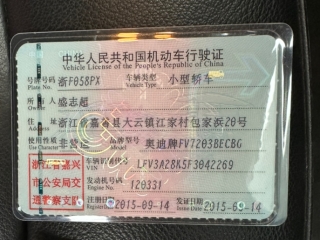 中华人民共和国机动车行驶证
Vehicle License of the People's Republic of China
号牌号码 浙F058PX 车辆类型 小型轿车
Plate No. Vehicle Type
所有人 盛志超
Owner
住址 浙江省嘉善县大云镇江家村包家浜20号
Address
使用性质 非营运 品牌型号 奥迪牌FV7203BECBG
Use Character Model
浙江省嘉兴
市公安局交
通警察支队
车辆识别代号 LFV3A28K5F3042269
VIN
发动机号码 120331
Engine No.
注册日期 2015-09-14 发证日期 2015-09-14
Register Date Issue Date